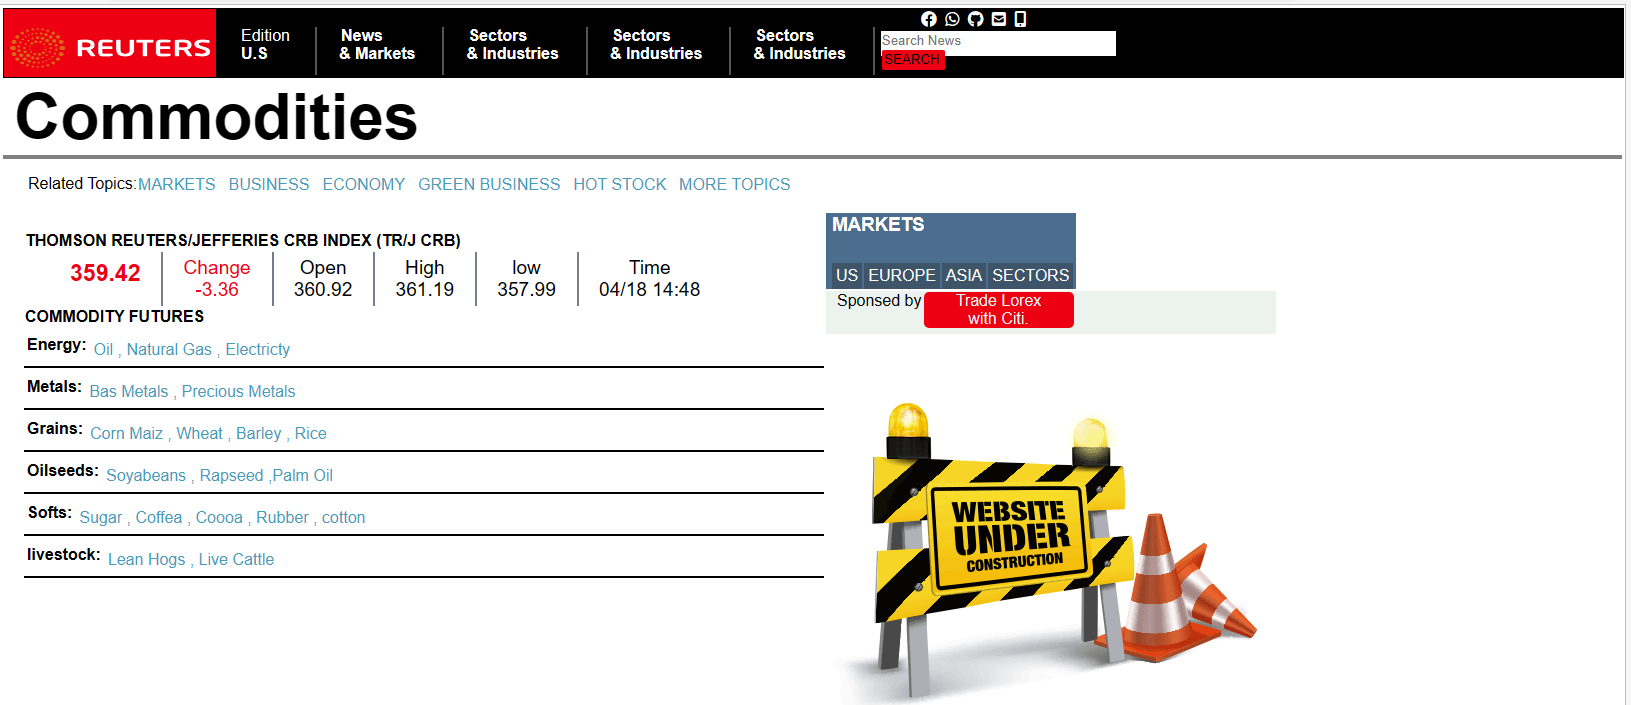 REUTERS
Edition
U.S
News
& Markets
Sectors
& Industries
Sectors
& Industries
Sectors
& Industries
Search News
SEARCH
Commodities
Related Topics:MARKETS BUSINESS ECONOMY GREEN BUSINESS HOT STOCK MORE TOPICS
THOMSON REUTERS/JEFFERIES CRB INDEX (TR/J CRB)
359.42
Change
-3.36
Open
360.92
High
361.19
low
357.99
Time
04/18 14:48
COMMODITY FUTURES
Energy: Oil , Natural Gas , Electricty
Metals: Bas Metals , Precious Metals
Grains: Corn Maiz , Wheat , Barley , Rice
Oilseeds: Soyabeans , Rapseed ,Palm Oil
Softs: Sugar , Coffea , Coooa , Rubber , cotton
livestock: Lean Hogs , Live Cattle
MARKETS
US EUROPE ASIA SECTORS
Sponsed by
Trade Lorex
with Citi.
WEBSITE
UNDER
CONSTRUCTION